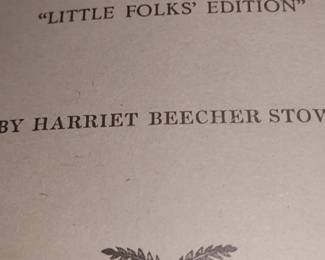 "LITTLE FOLKS' EDITION"
BY HARRIET BEECHER STOW